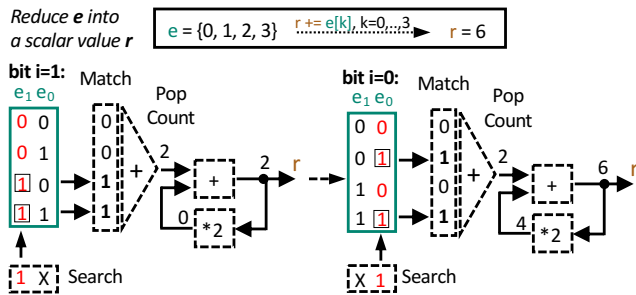 Reduce e into
a scalar value r
e = {0, 1, 2, 3} r += e[k], k=0,..,3 r = 6
bit i=1:
e1 e0
0 0
0 1
1 0
1 1
Match
0
0
1
1
Pop
Count
+
2
+
2
r
0
*2
1 X
Search
bit i=0:
e1 e0
0 0
0 1
1 0
1 1
Match
0
1
0
1
Pop
Count
+
2
+
6
r
4
*2
X 1
Search